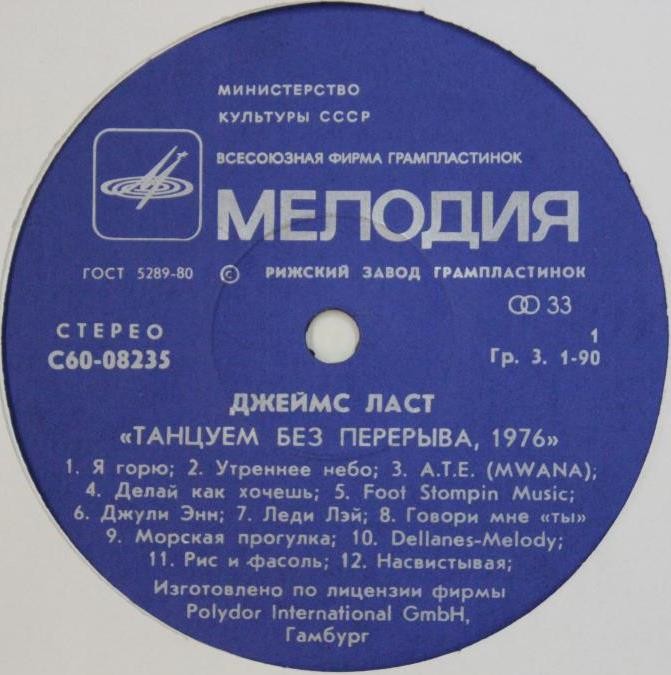 МИНИСТЕРСТВО
КУЛЬТУРЫ СССР
ВСЕСОЮЗНАЯ ФИРМА ГРАМПЛАСТИНОК
МЕЛОДИЯ
ГОСТ 5289-80 © РИЖСКИЙ ЗАВОД ГРАМПЛАСТИНОК
33
СТЕРЕО
1
С60-08235
Гр. 3. 1-90
ДЖЕЙМС ЛАСТ
«ТАНЦУЕМ БЕЗ ПЕРЕРЫВА, 1976»
1. Я горю; 2. Утреннее небо; 3. A.T.E. (MWANA);
4. Делай как хочешь; 5. Foot Stompin Music;
6. Джули Энн; 7. Леди Лэй; 8. Говори мне «ты»
9. Морская прогулка; 10. Dellanes-Melody;
11. Рис и фасоль; 12. Насвистывая;
Изготовлено по лицензии фирмы
Polydor International GmbH,
Гамбург